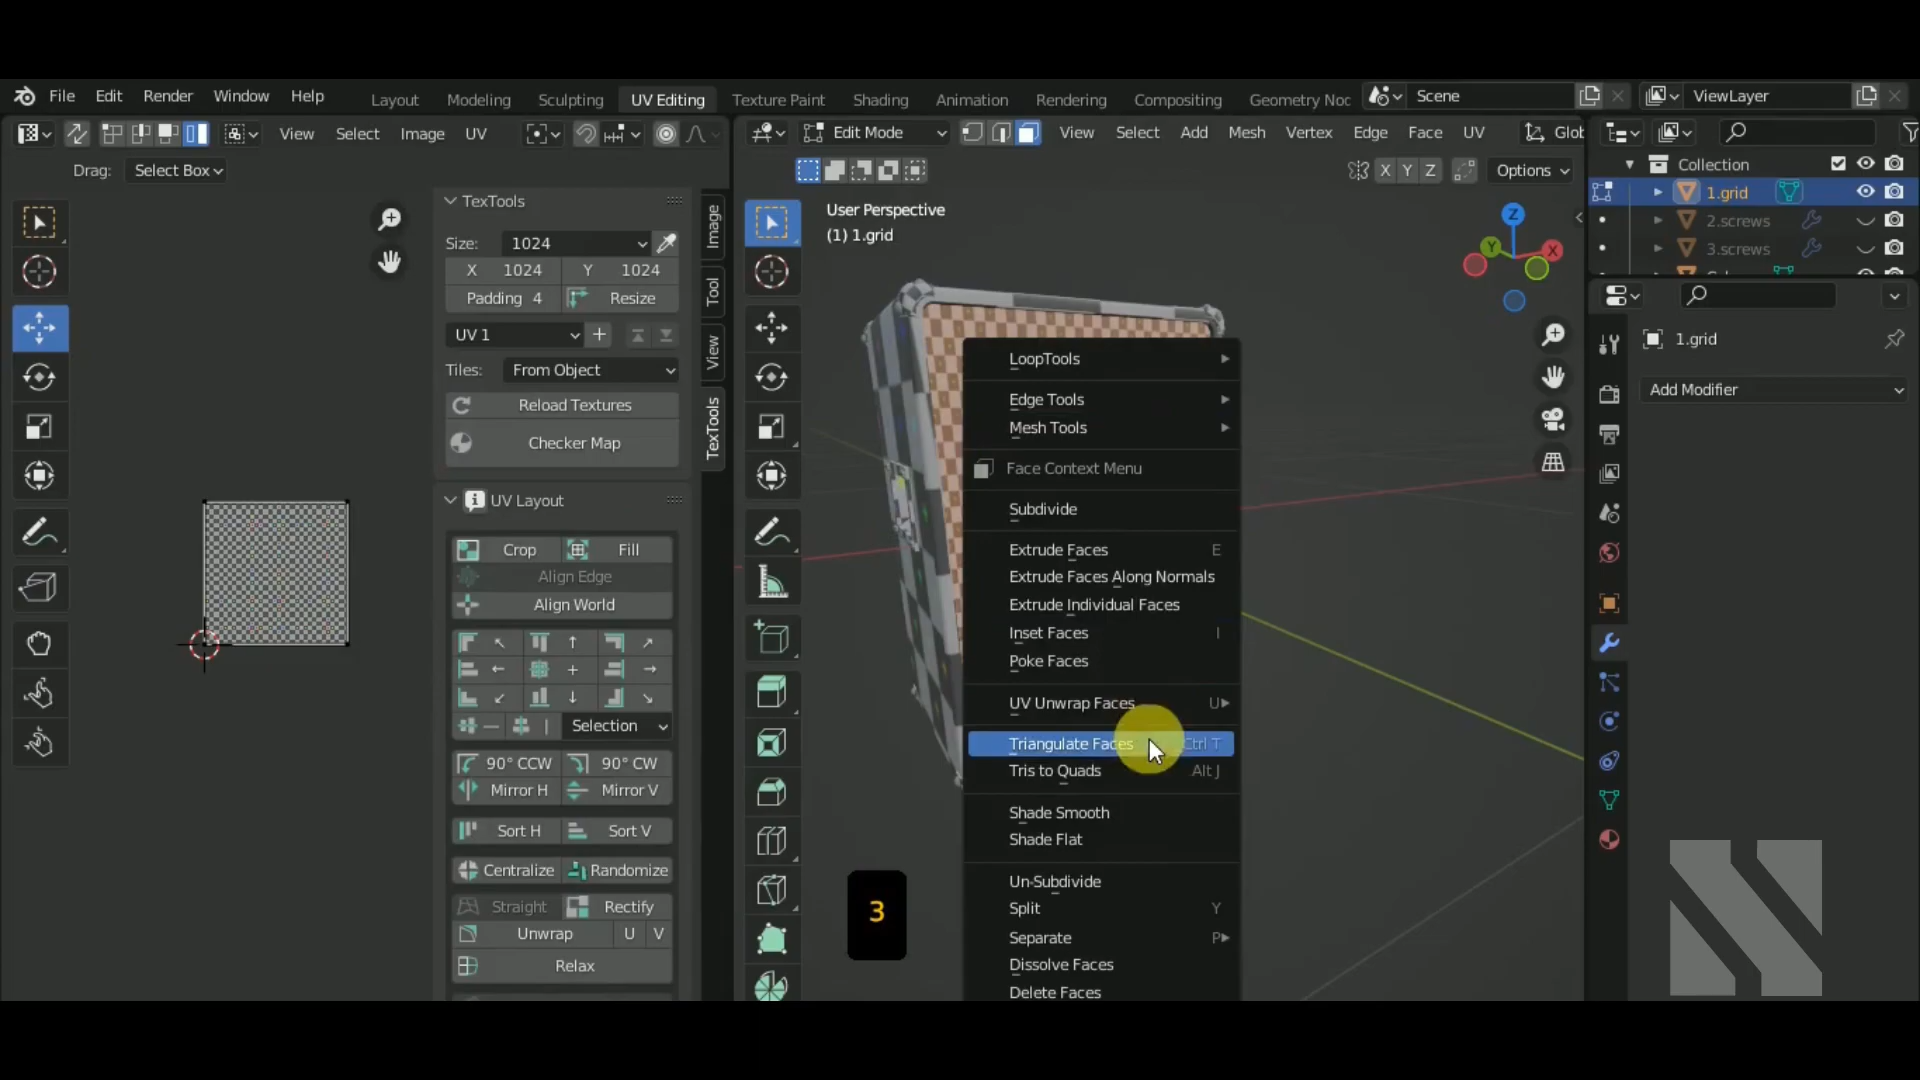 File Edit Render Window Help
Layout Modeling Sculpting UV Editing Texture Paint Shading Animation Rendering Compositing Geometry Noc
Scene
ViewLayer
View Select Image UV
Edit Mode
View Select Add Mesh Vertex Edge Face UV
Glob
Drag: Select Box
X Y Z
Options
Collection
1.grid
2.screws
3.screws
TexTools
Size: 1024
X 1024 Y 1024
Padding 4 Resize
UV 1
Tiles: From Object
Reload Textures
Checker Map
UV Layout
Crop Fill
Align Edge
Align World
Selection
90° CCW 90° CW
Mirror H Mirror V
Sort H Sort V
Centralize Randomize
Straight Rectify
Unwrap U V
Relax
Image
Tool
View
TexTools
User Perspective
(1) 1.grid
Z
Y
X
LoopTools
Edge Tools
Mesh Tools
Face Context Menu
Subdivide
Extrude Faces E
Extrude Faces Along Normals
Extrude Individual Faces
Inset Faces I
Poke Faces
UV Unwrap Faces U
Triangulate Faces Ctrl T
Tris to Quads Alt J
Shade Smooth
Shade Flat
Un-Subdivide
Split Y
Separate P
Dissolve Faces
Delete Faces
3
1.grid
Add Modifier